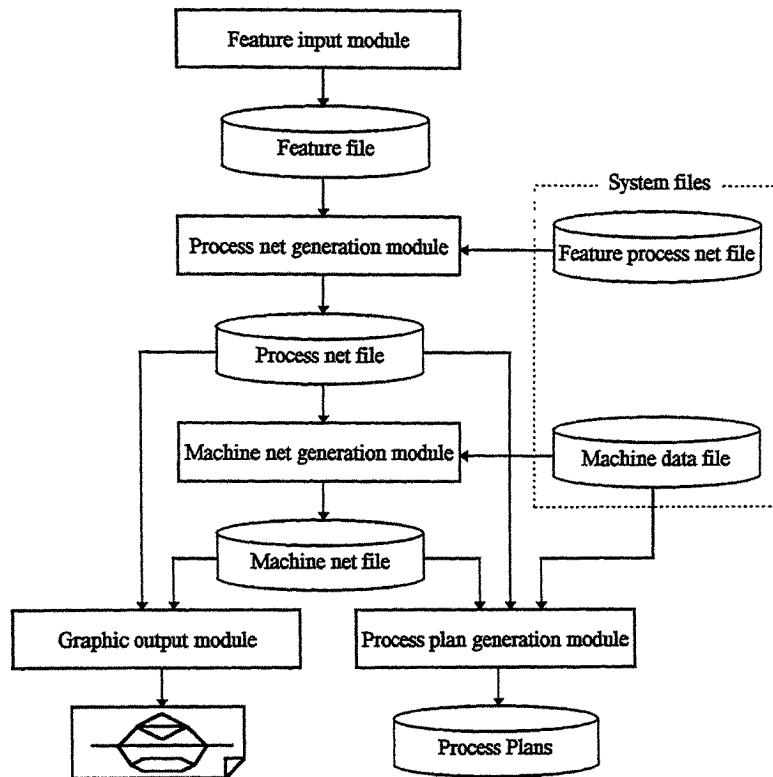 Feature input module
Feature file
System files
Process net generation module
Feature process net file
Process net file
Machine net generation module
Machine data file
Machine net file
Graphic output module
Process plan generation module
Process Plans